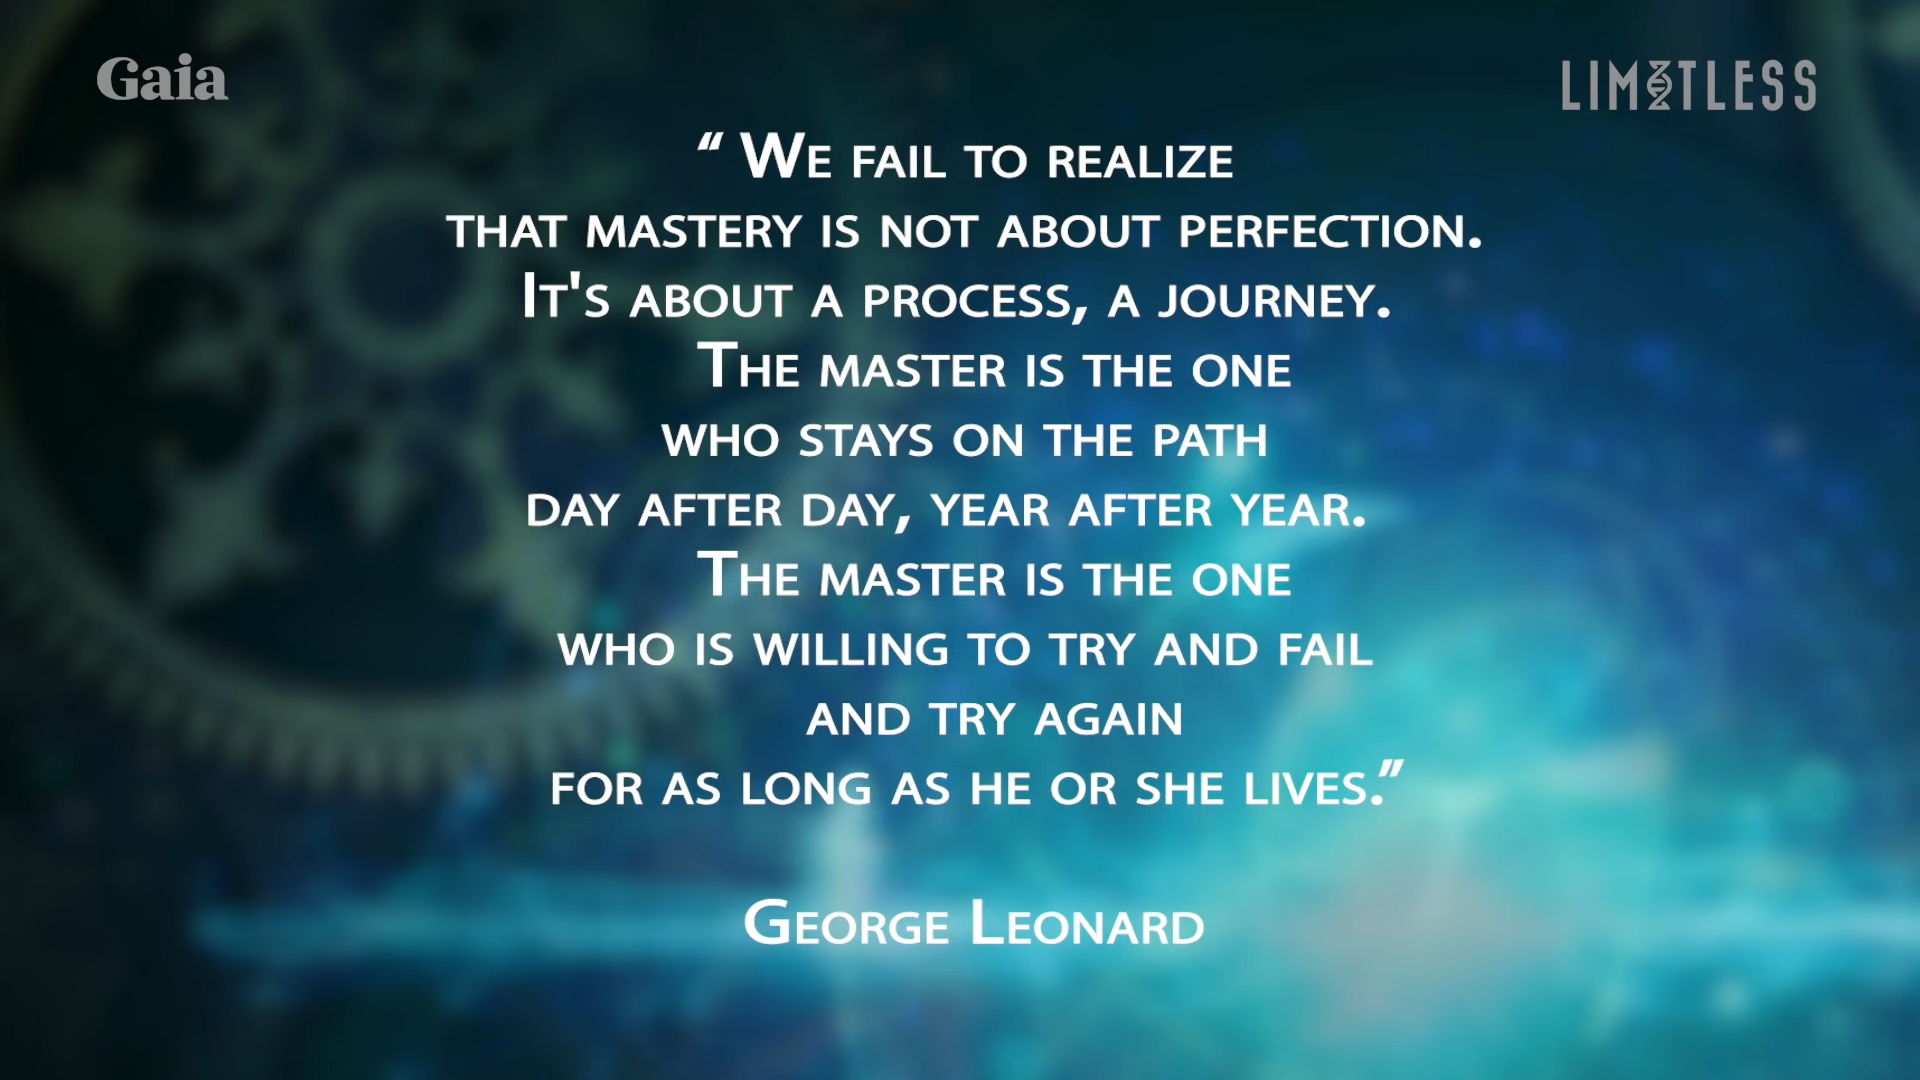 Gaia
LIMITLESS
“ We fail to realize
that mastery is not about perfection.
It's about a process, a journey.
The master is the one
who stays on the path
day after day, year after year.
The master is the one
who is willing to try and fail
and try again
for as long as he or she lives.”
George Leonard